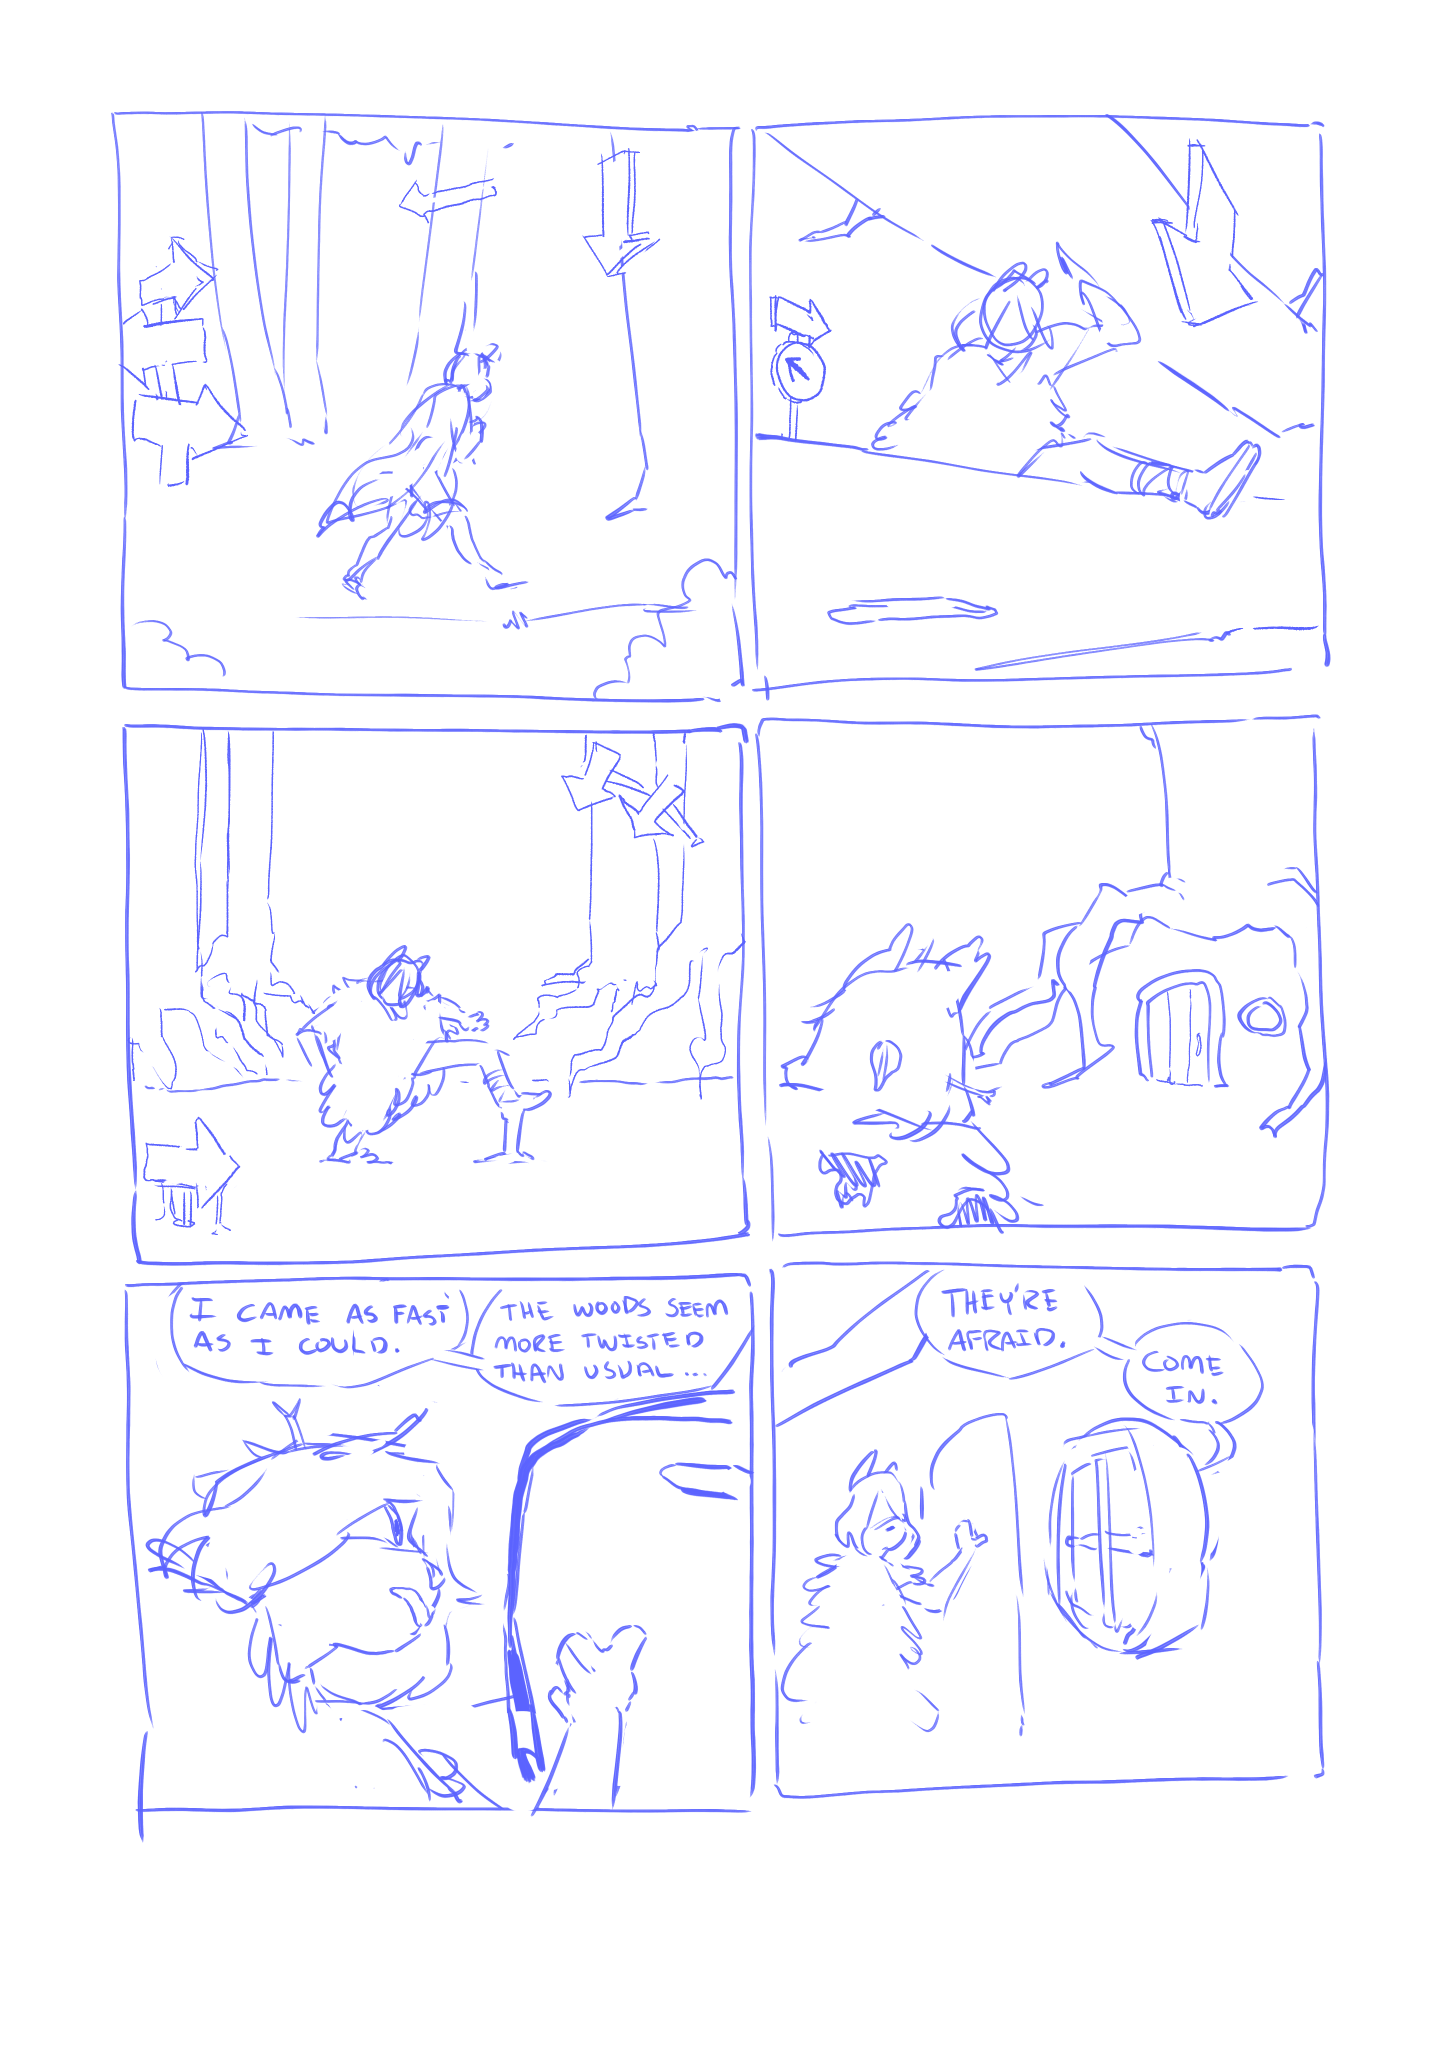 I CAME AS FAST
AS I COULD.
THE WOODS SEEM
MORE TWISTED
THAN USUAL...
THEY'RE
AFRAID.
COME
IN.